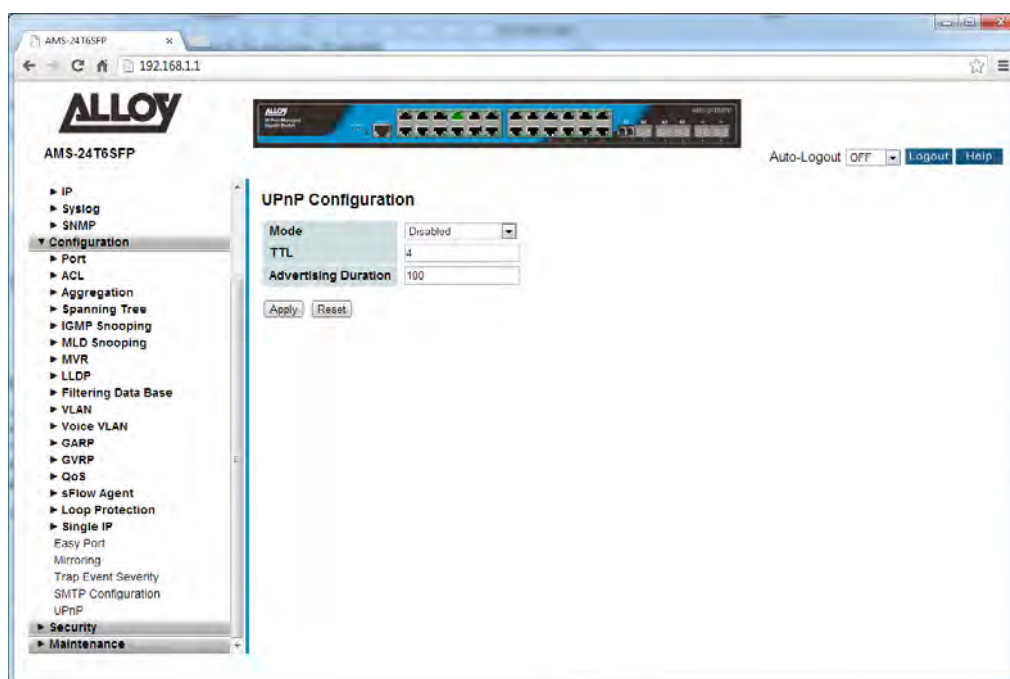 AMS-24T6SFP
192.168.1.1
ALLOY
ALLOY
AMS-24T6SFP
Auto-Logout OFF Logout Help
► IP
► Syslog
► SNMP
▼ Configuration
► Port
► ACL
► Aggregation
► Spanning Tree
► IGMP Snooping
► MLD Snooping
► MVR
► LLDP
► Filtering Data Base
► VLAN
► Voice VLAN
► GARP
► GVRP
► QoS
► sFlow Agent
► Loop Protection
► Single IP
Easy Port
Mirroring
Trap Event Severity
SMTP Configuration
UPnP
► Security
► Maintenance
UPnP Configuration
Mode Disabled
TTL 4
Advertising Duration 100
Apply Reset